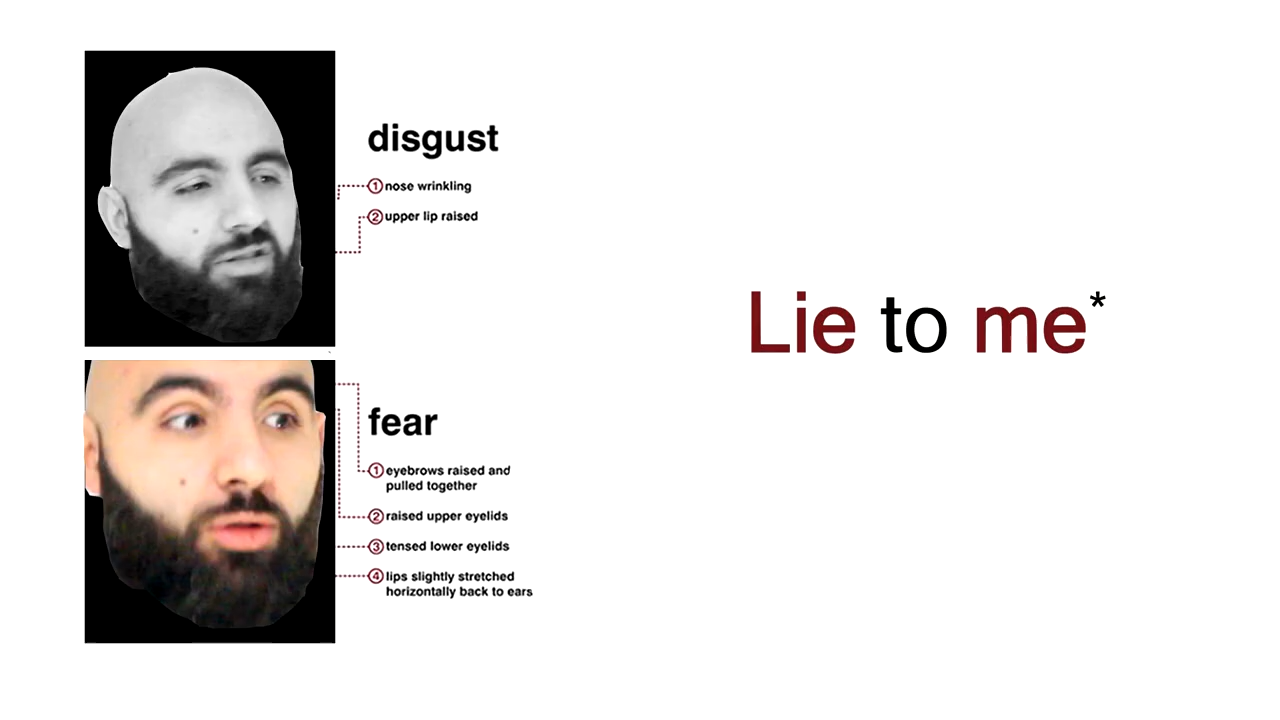 disgust
1 nose wrinkling
2 upper lip raised
fear
1 eyebrows raised and
pulled together
2 raised upper eyelids
3 tensed lower eyelids
4 lips slightly stretched
horizontally back to ears
Lie to me*